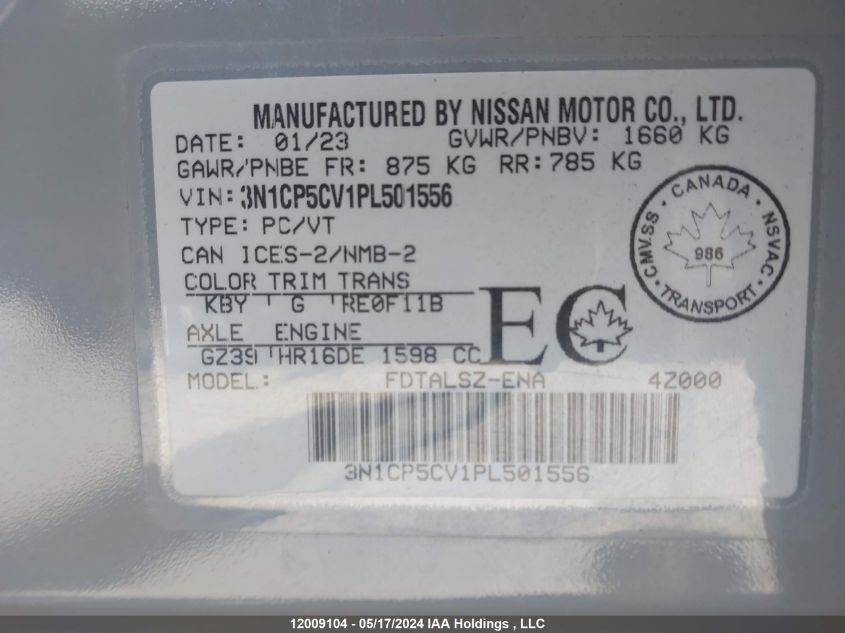 MANUFACTURED BY NISSAN MOTOR CO., LTD.
DATE: 01/23 GVWR/PNBV: 1660 KG
GAWR/PNBE FR: 875 KG RR: 785 KG
VIN: 3N1CP5CV1PL501556
TYPE: PC/VT
CAN ICES-2/NMB-2
CANADA
CMVSS 986 NSVAC
TRANSPORT
COLOR TRIM TRANS
KBY G RE0F11B
AXLE ENGINE
GZ39 HR16DE 1598 CC
EC
MODEL: FDTALSZ-ENA 4Z000
3N1CP5CV1PL501556
12009104 - 05/17/2024 IAA Holdings , LLC